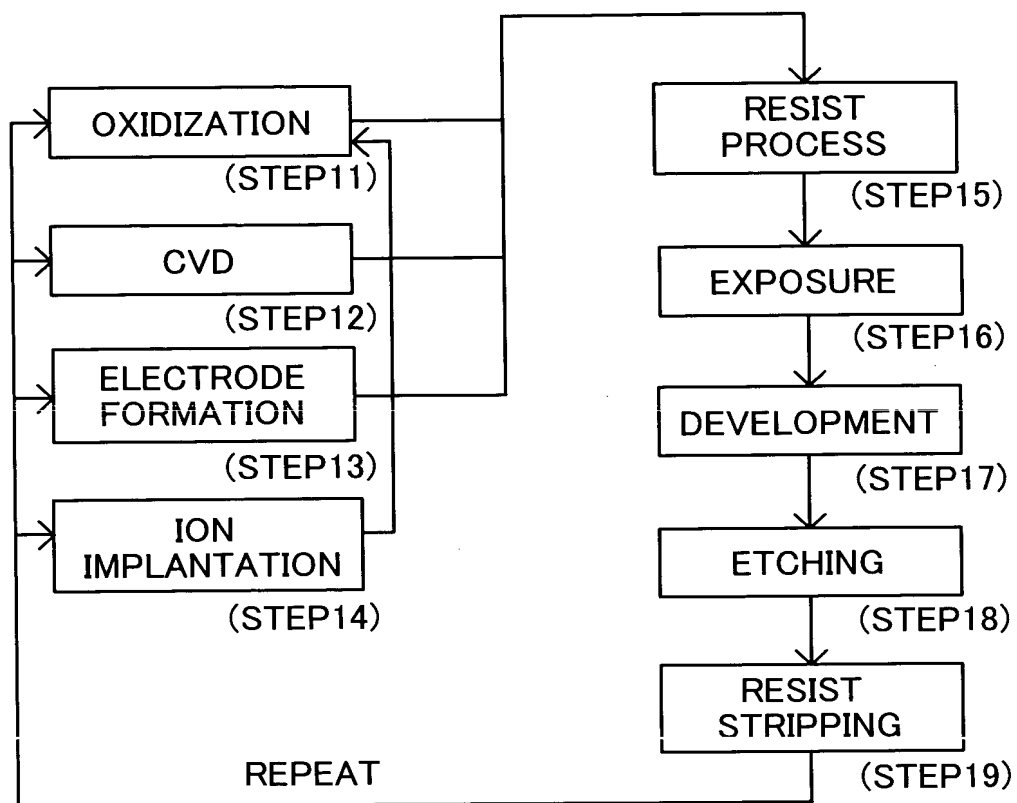 OXIDIZATION
(STEP11)
CVD
(STEP12)
ELECTRODE
FORMATION
(STEP13)
ION
IMPLANTATION
(STEP14)
RESIST
PROCESS
(STEP15)
EXPOSURE
(STEP16)
DEVELOPMENT
(STEP17)
ETCHING
(STEP18)
RESIST
STRIPPING
(STEP19)
REPEAT